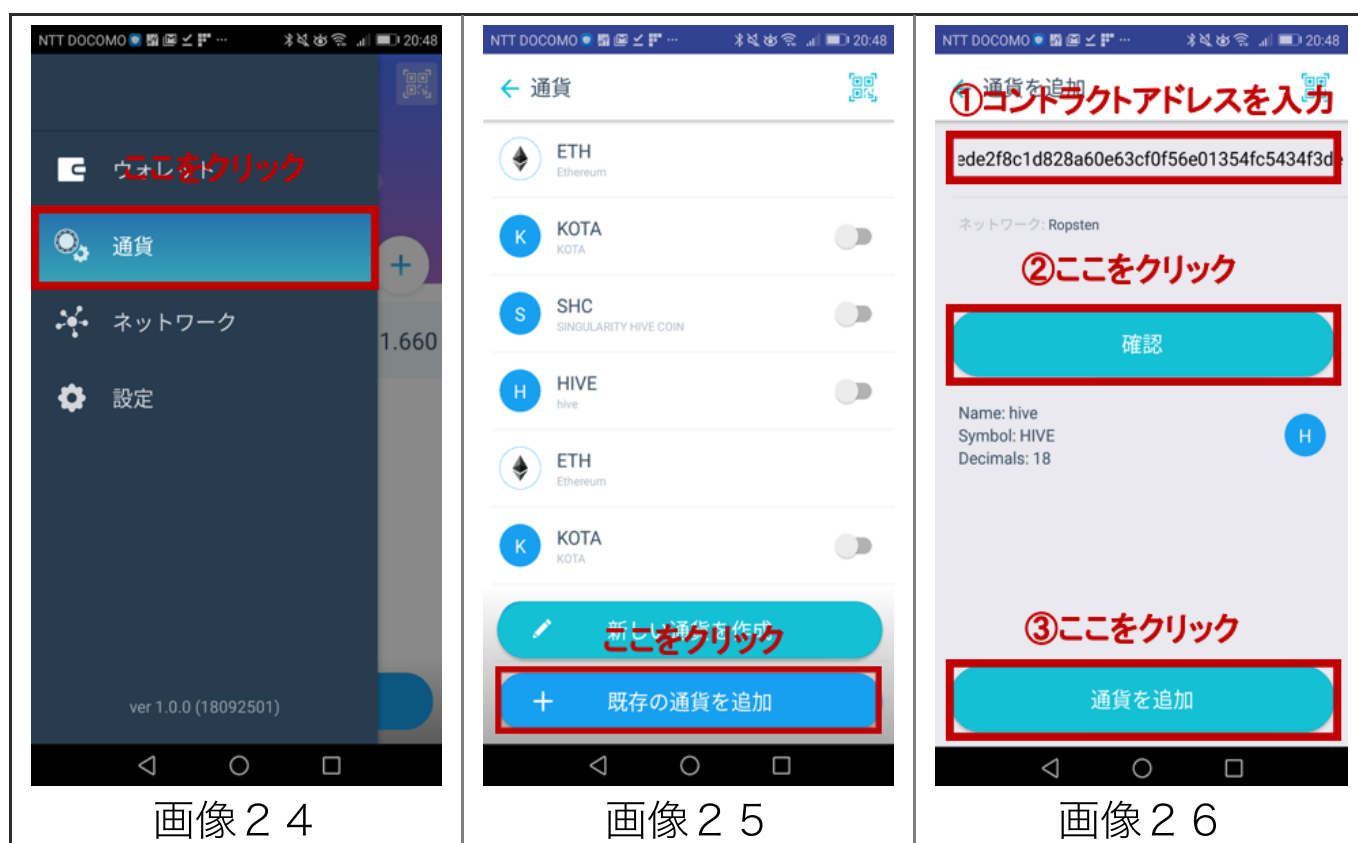 NTT DOCOMO 20:48
ここをクリック
ウォレット
通貨
ネットワーク
1.660
設定
ver 1.0.0 (18092501)
画像２４
NTT DOCOMO 20:48
通貨
ETH
Ethereum
K
KOTA
KOTA
S
SHC
SINGULARITY HIVE COIN
H
HIVE
hive
ETH
Ethereum
K
KOTA
KOTA
新しい通貨を作成
ここをクリック
既存の通貨を追加
画像２５
NTT DOCOMO 20:48
通貨を追加
①コントラクトアドレスを入力
ede2f8c1d828a60e63cf0f56e01354fc5434f3de
ネットワーク: Ropsten
②ここをクリック
確認
Name: hive
Symbol: HIVE
Decimals: 18
H
③ここをクリック
通貨を追加
画像２６